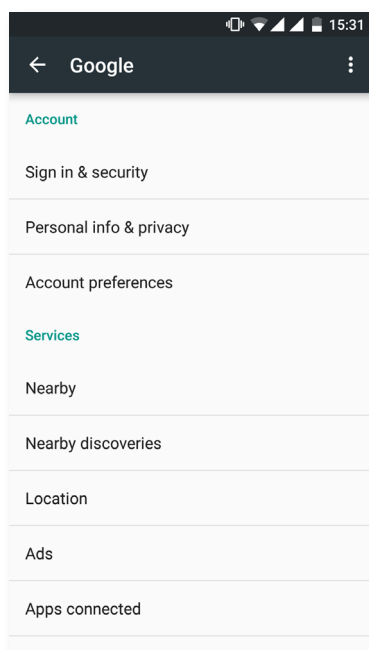 15:31
Google
Account
Sign in & security
Personal info & privacy
Account preferences
Services
Nearby
Nearby discoveries
Location
Ads
Apps connected